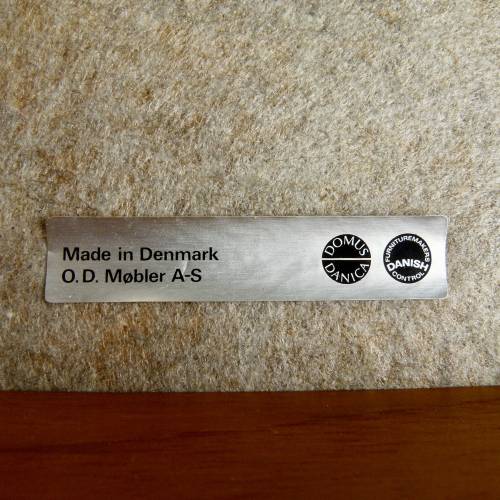 Made in Denmark
O.D. Møbler A-S
DOMUS
DANICA
FURNITUREMAKERS
DANISH
CONTROL